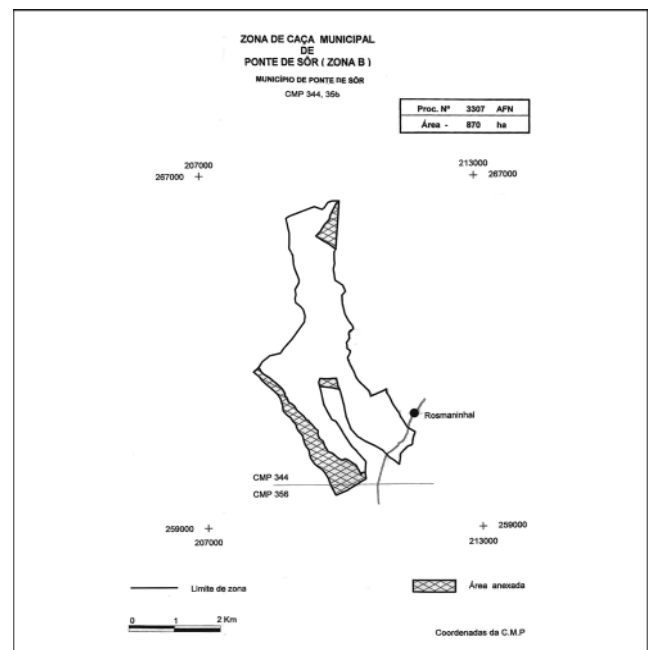 ZONA DE CAÇA MUNICIPAL
DE
PONTE DE SÔR ( ZONA B )
MUNICÍPIO DE PONTE DE SÔR
CMP 344, 356
Proc. Nº 3307 AFN
Área - 870 ha
207000
267000
213000
267000
Rosmaninhal
CMP 344
CMP 356
259000
207000
259000
213000
Límite de zona
Área anexada
0 1 2 Km
Coordenadas da C.M.P